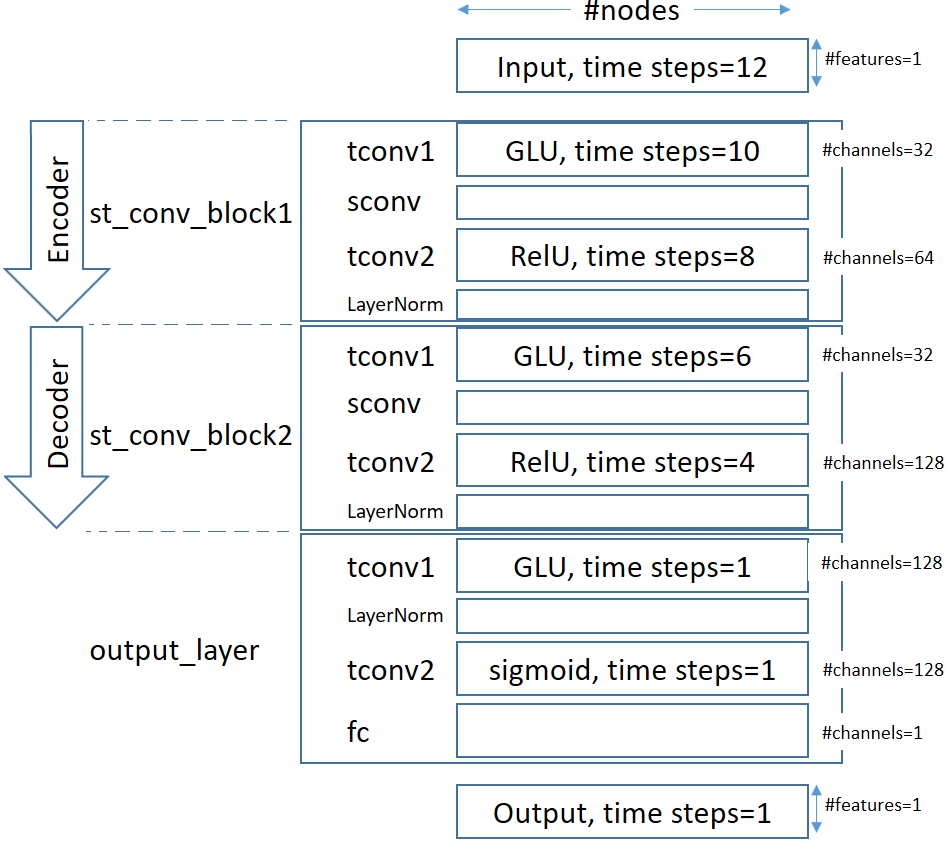 #nodes
Input, time steps=12
#features=1
Encoder
st_conv_block1
tconv1
GLU, time steps=10
#channels=32
sconv
tconv2
RelU, time steps=8
#channels=64
LayerNorm
Decoder
st_conv_block2
tconv1
GLU, time steps=6
#channels=32
sconv
tconv2
RelU, time steps=4
#channels=128
LayerNorm
output_layer
tconv1
GLU, time steps=1
#channels=128
LayerNorm
tconv2
sigmoid, time steps=1
#channels=128
fc
#channels=1
Output, time steps=1
#features=1